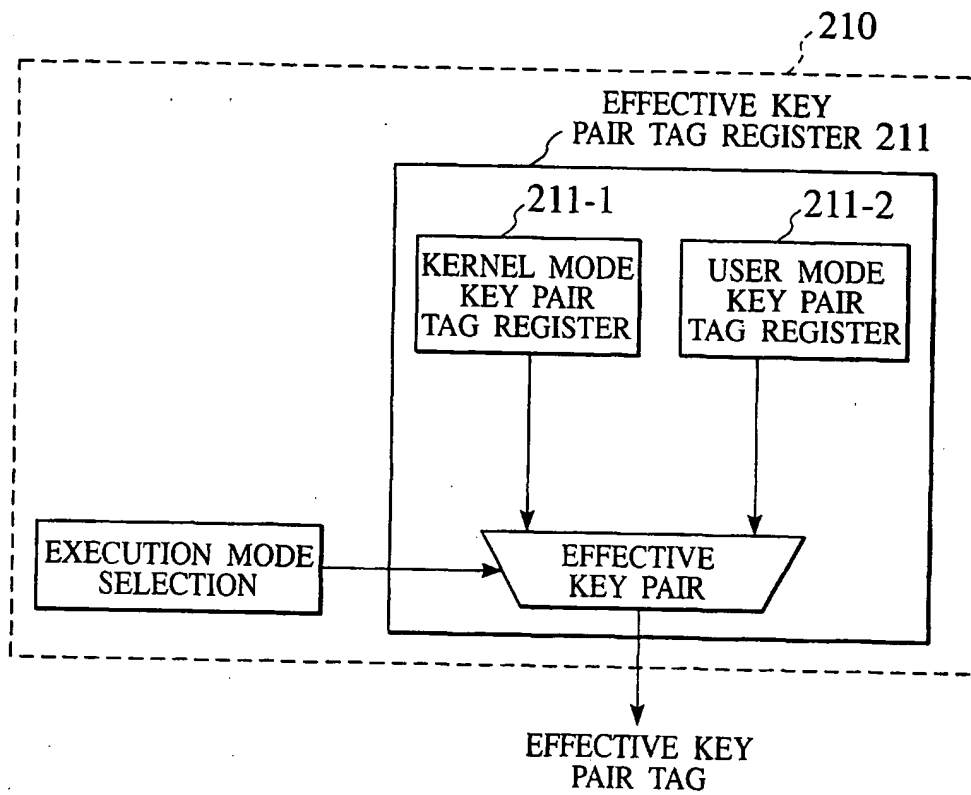 210
EFFECTIVE KEY
PAIR TAG REGISTER 211
211-1
211-2
KERNEL MODE
KEY PAIR
TAG REGISTER
USER MODE
KEY PAIR
TAG REGISTER
EXECUTION MODE
SELECTION
EFFECTIVE
KEY PAIR
EFFECTIVE KEY
PAIR TAG